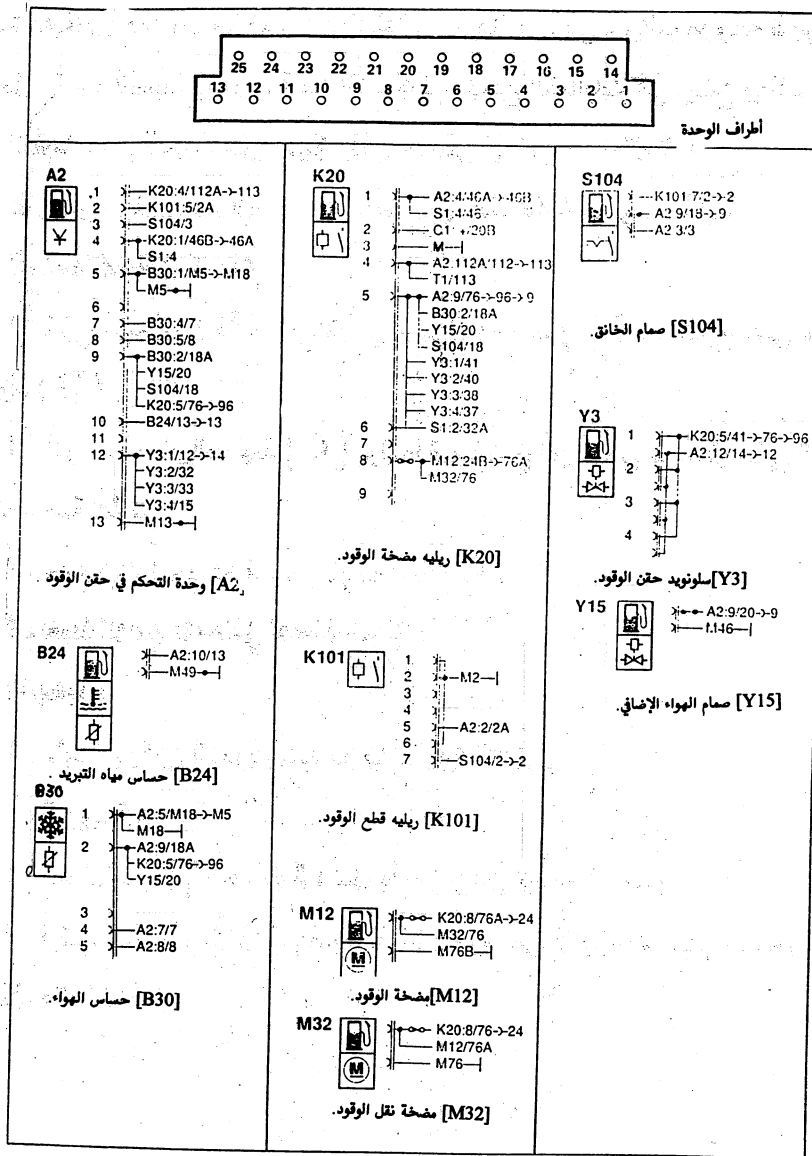 25 24 23 22 21 20 19 18 17 16 15 14
13 12 11 10 9 8 7 6 5 4 3 2 1
أطراف الوحدة
A2
1 K20:4/112A->-113
2 K101:5/2A
3 S104/3
4 K20:1/46B->-46A
S1:4
5 B30:1/M5->-M18
M5
6
7 B30:4/7
8 B30:5/8
9 B30:2/18A
Y15/20
S104/18
K20:5/76->-96
10 B24/13->-13
11
12 Y3:1/12->-14
Y3:2/32
Y3:3/33
Y3:4/15
13 M13
[A2] وحدة التحكم في حقن الوقود.
B24
A2:10/13
M49
[B24] حساس مياه التبريد.
B30
1 A2:5/M18->-M5
M18
2 A2:9/18A
K20:5/76->-96
Y15/20
3
4 A2:7/7
5 A2:8/8
[B30] حساس الهواء.
K20
1 A2:4/46A->-46B
S1:4/46
2
3 M
4 A2:112A/112->-113
T1/113
5 A2:9/76->-96->-9
B30:2/18A
Y15/20
S104/18
Y3:1/41
Y3:2/40
Y3:3/38
Y3:4/37
6 S1:2/32A
7
8 M12/24B->-76A
M32/76
9
[K20] ريليه مضخة الوقود.
K101
1
2 M2
3
4
5 A2:2/2A
6
7 S104/2->-2
[K101] ريليه قطع الوقود.
M12
K20:8/76A->-24
M32/76
M76B
M
[M12]مضخة الوقود.
M32
K20:8/76->-24
M12/76A
M76
M
[M32] مضخة نقل الوقود.
S104
K101:7/2->-2
A2:9/18->-9
A2:3/3
[S104] صمام الخانق.
Y3
1 K20:5/41->-76->-96
A2:12/14->-12
2
3
4
[Y3]سلونويد حقن الوقود.
Y15
A2:9/20->-9
M46
[Y15] صمام الهواء الإضافي.